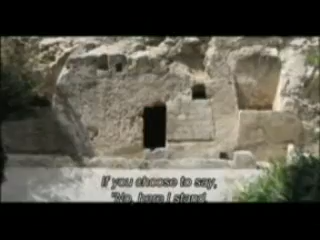 If you choose to say,
"No, here I stand.